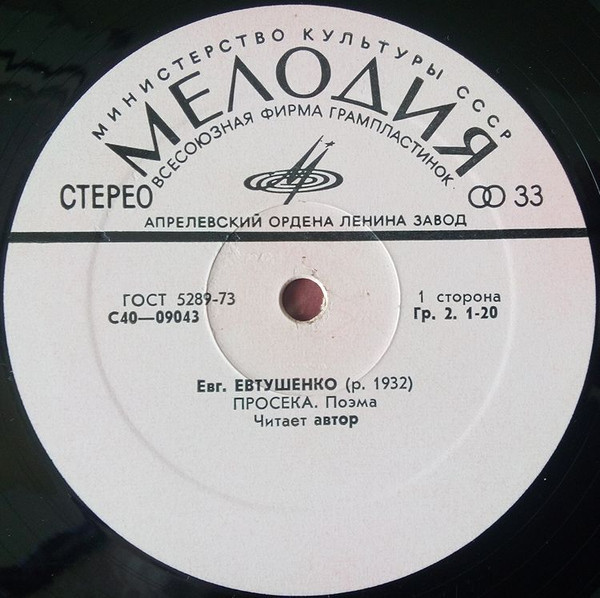 МИНИСТЕРСТВО КУЛЬТУРЫ СССР
МЕЛОДИЯ
ВСЕСОЮЗНАЯ ФИРМА ГРАМПЛАСТИНОК
СТЕРЕО 33
АПРЕЛЕВСКИЙ ОРДЕНА ЛЕНИНА ЗАВОД
ГОСТ 5289-73 1 сторона
С40—09043 Гр. 2. 1-20
Евг. ЕВТУШЕНКО (р. 1932)
ПРОСЕКА. Поэма
Читает автор